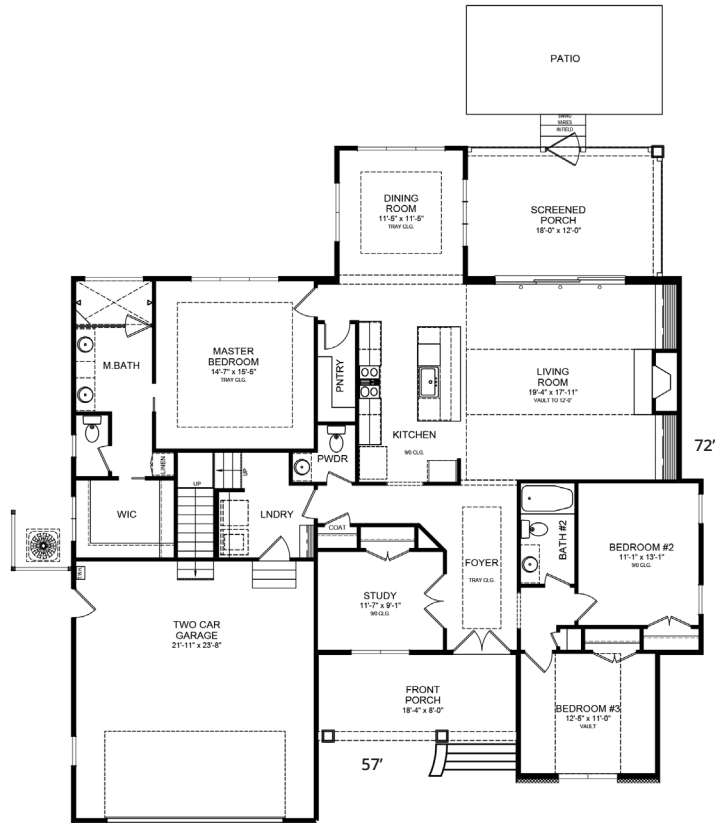 PATIO
SWING
VARIES
IN FIELD
DINING
ROOM
11'-5" x 11'-5"
TRAY CLG.
SCREENED
PORCH
18'-0" x 12'-0"
MASTER
BEDROOM
14'-7" x 15'-5"
TRAY CLG.
M.BATH
PNTRY
LIVING
ROOM
19'-4" x 17'-11"
VAULT TO 12'-0"
KITCHEN
9/0 CLG.
72'
PWDR
LINEN
UP
UP
WIC
LNDRY
COAT
FOYER
TRAY CLG.
BATH #2
BEDROOM #2
11'-1" x 13'-1"
9/0 CLG.
STUDY
11'-7" x 9'-1"
9/0 CLG.
TWO CAR
GARAGE
21'-11" x 23'-8"
FRONT
PORCH
18'-4" x 8'-0"
BEDROOM #3
12'-5" x 11'-0"
VAULT
57'